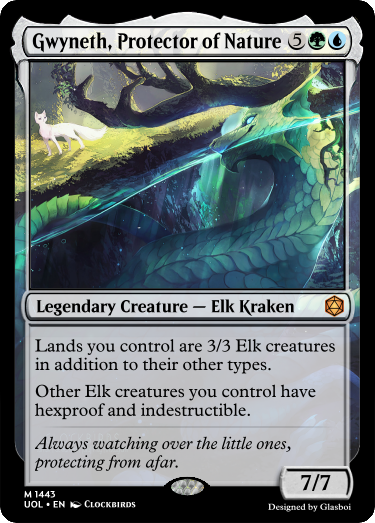 Gwyneth, Protector of Nature 5
Legendary Creature — Elk Kraken
Lands you control are 3/3 Elk creatures
in addition to their other types.
Other Elk creatures you control have
hexproof and indestructible.
Always watching over the little ones,
protecting from afar.
7/7
M 1443
UOL • EN Clockbirds
Designed by Glasboi